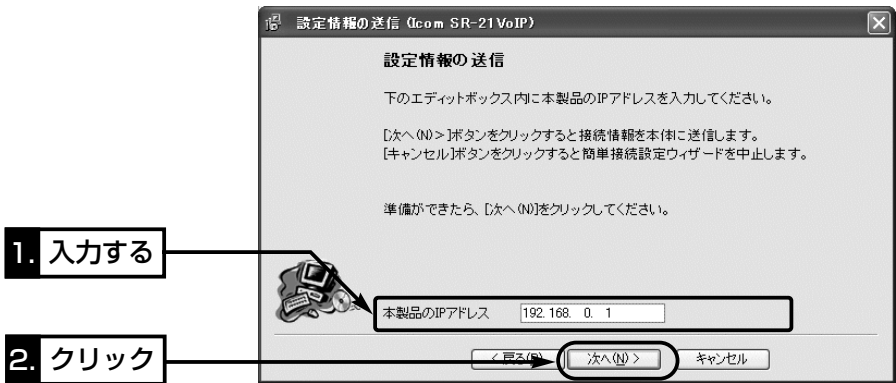 設定情報の送信 (Icom SR-21VoIP)
設定情報の送信
下のエディットボックス内に本製品のIPアドレスを入力してください。
[次へ(N)>]ボタンをクリックすると接続情報を本体に送信します。
[キャンセル]ボタンをクリックすると簡単接続設定ウィザードを中止します。
準備ができたら、[次へ(N)]をクリックしてください。
1. 入力する
本製品のIPアドレス 192.168. 0. 1
2. クリック
< 戻る(B) 次へ(N) > キャンセル